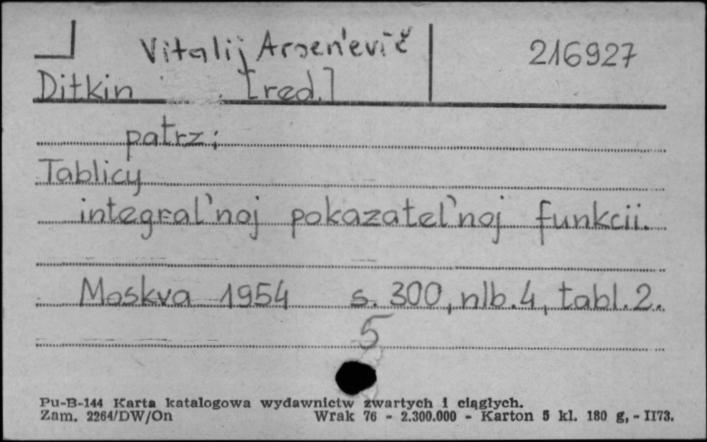 Vitalij Arsen'evič 216927
Ditkin [red.]
patrz:
Tablicy
integral'noj pokazatel'noj funkcii.
Moskva 1954 s. 300, nlb. 4, tabl. 2.
5
Pu-B-144 Karta katalogowa wydawnictw zwartych i ciągłych.
Zam. 2264/DW/On Wrak 76 - 2.300.000 - Karton 5 kl. 180 g, - II73.